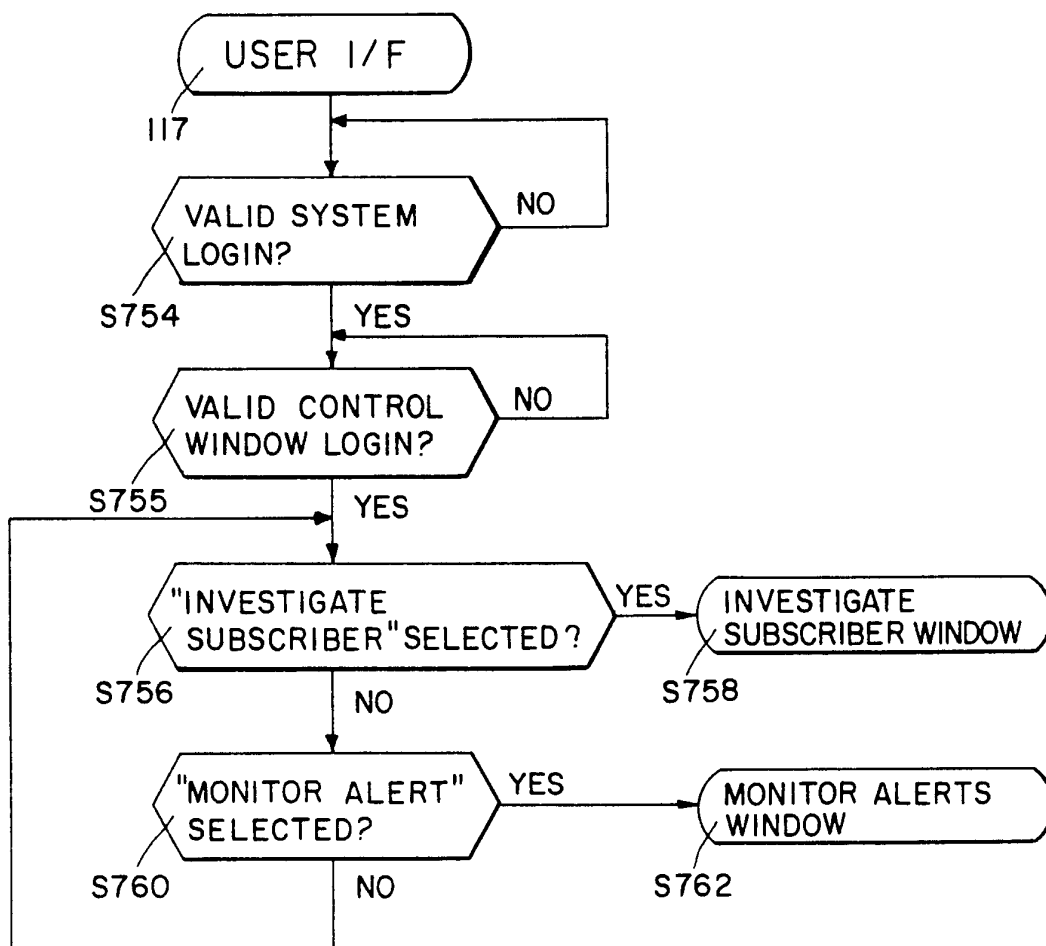 USER I/F
117
VALID SYSTEM
LOGIN?
NO
S754
YES
VALID CONTROL
WINDOW LOGIN?
NO
S755
YES
"INVESTIGATE
SUBSCRIBER" SELECTED?
YES
INVESTIGATE
SUBSCRIBER WINDOW
S756
S758
NO
"MONITOR ALERT"
SELECTED?
YES
MONITOR ALERTS
WINDOW
S760
NO
S762